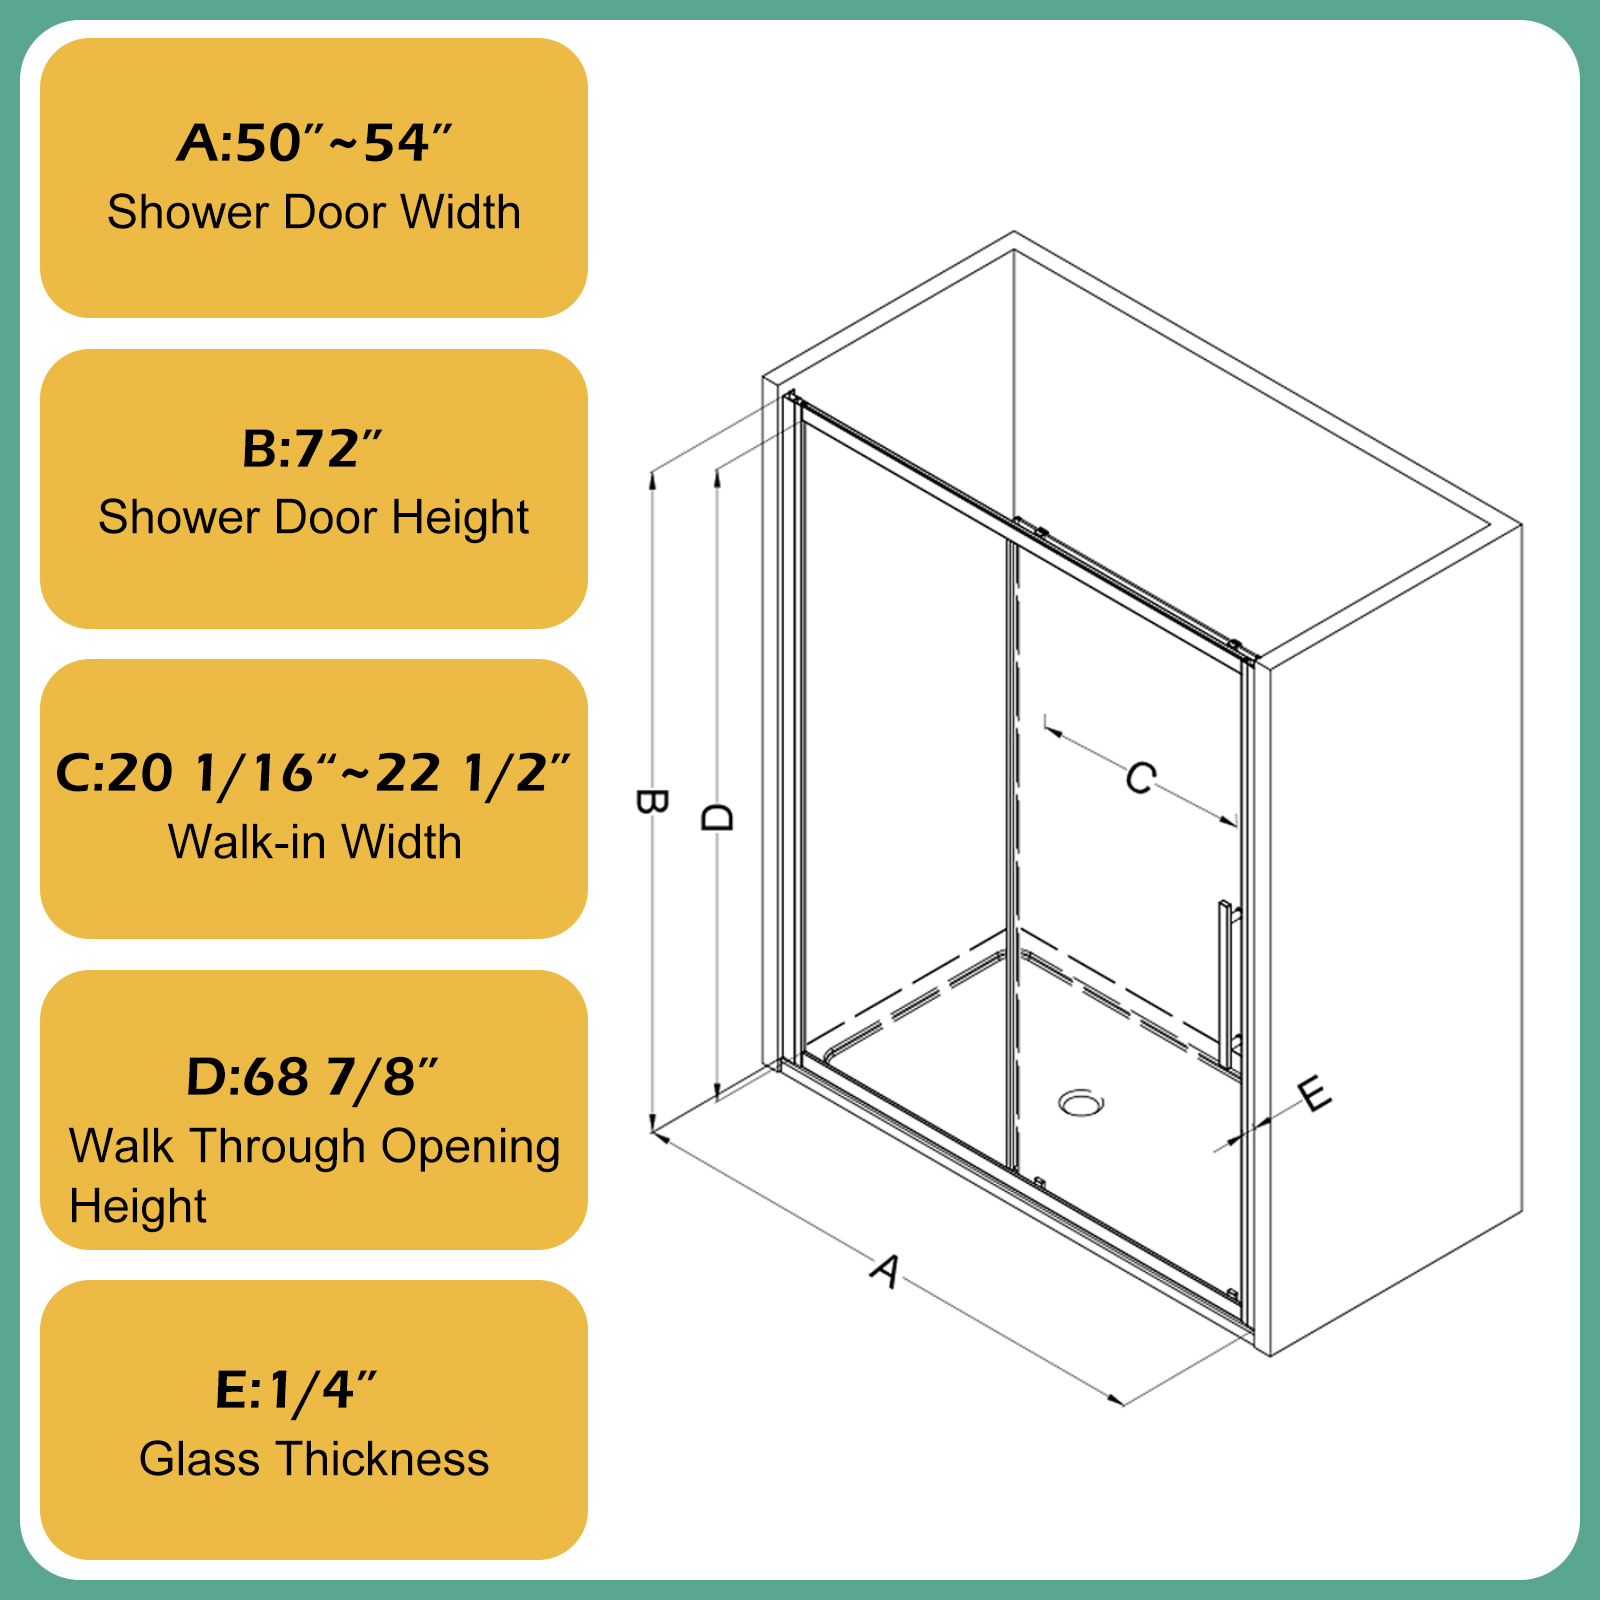 A:50″~54″
Shower Door Width
B:72″
Shower Door Height
C:20 1/16“~22 1/2″
Walk-in Width
D:68 7/8″
Walk Through Opening
Height
E:1/4″
Glass Thickness
B
D
C
E
A